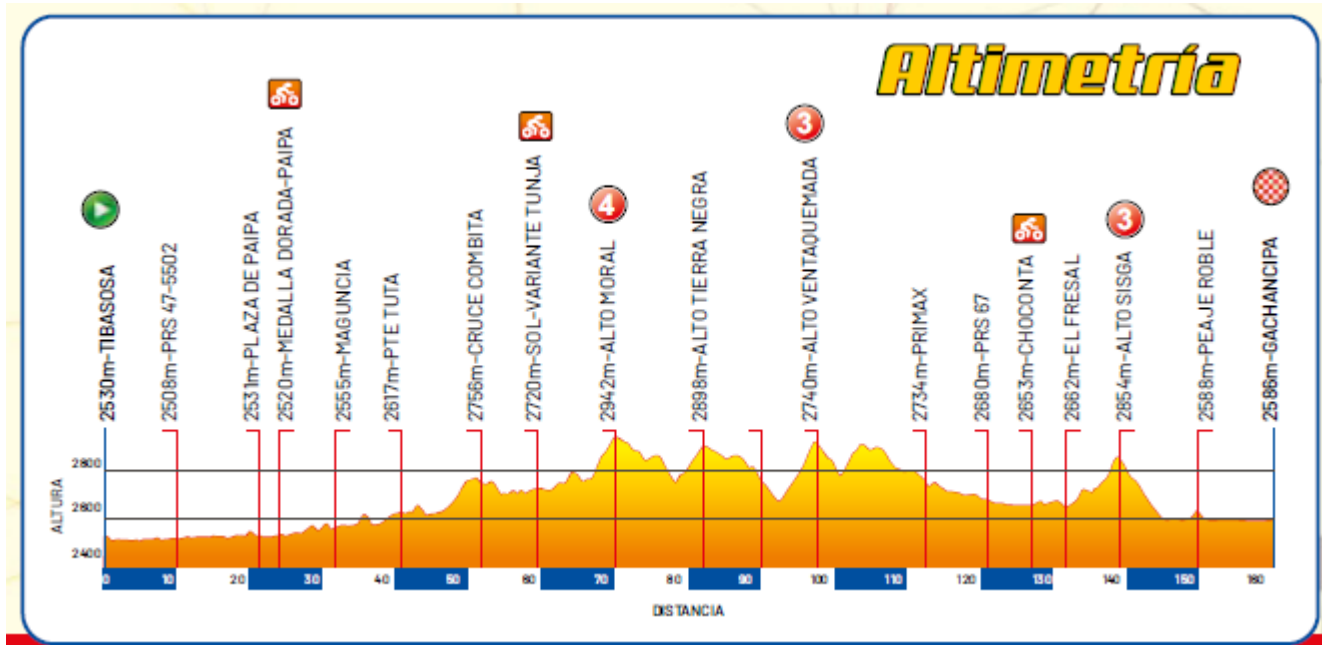 Altimetría
2530m-TIBASOSA
2508m-PRS 47-5502
2531m-PLAZA DE PAIPA
2520m-MEDALLA DORADA-PAIPA
2555m-MAGUNCIA
2617m-PTE TUTA
2756m-CRUCE COMBITA
2720m-SOL-VARIANTE TUNJA
4
2942m-ALTO MORAL
2898m-ALTO TIERRA NEGRA
3
2740m-ALTO VENTAQUEMADA
2734m-PRIMAX
2680m-PRS 67
2653m-CHOCONTA
2662m-EL FRESAL
3
2854m-ALTO SISGA
2588m-PEAJE ROBLE
2586m-GACHANCIPA
ALTURA
2800
2600
2400
0 10 20 30 40 50 60 70 80 90 100 110 120 130 140 150 160
DISTANCIA